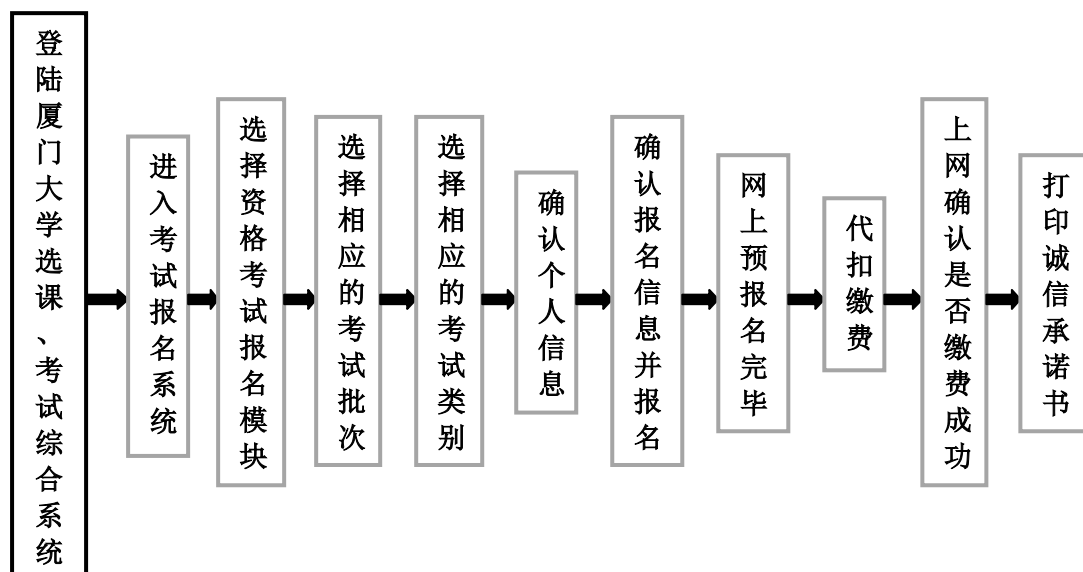 登陆厦门大学选课、考试综合系统
进入考试报名系统
选择资格考试报名模块
选择相应的考试批次
选择相应的考试类别
确认个人信息
确认报名信息并报名
网上预报名完毕
代扣缴费
上网确认是否缴费成功
打印诚信承诺书